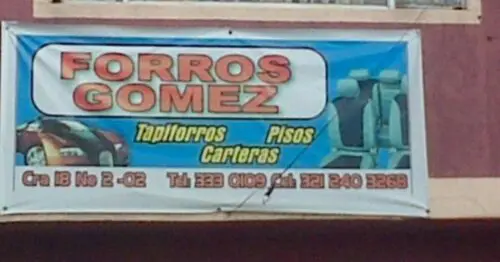 FORROS
GOMEZ
Tapiforros Pisos
Carteras
Cra 18 No 2-02 Tel: 333 0109 Cel: 321 240 3268